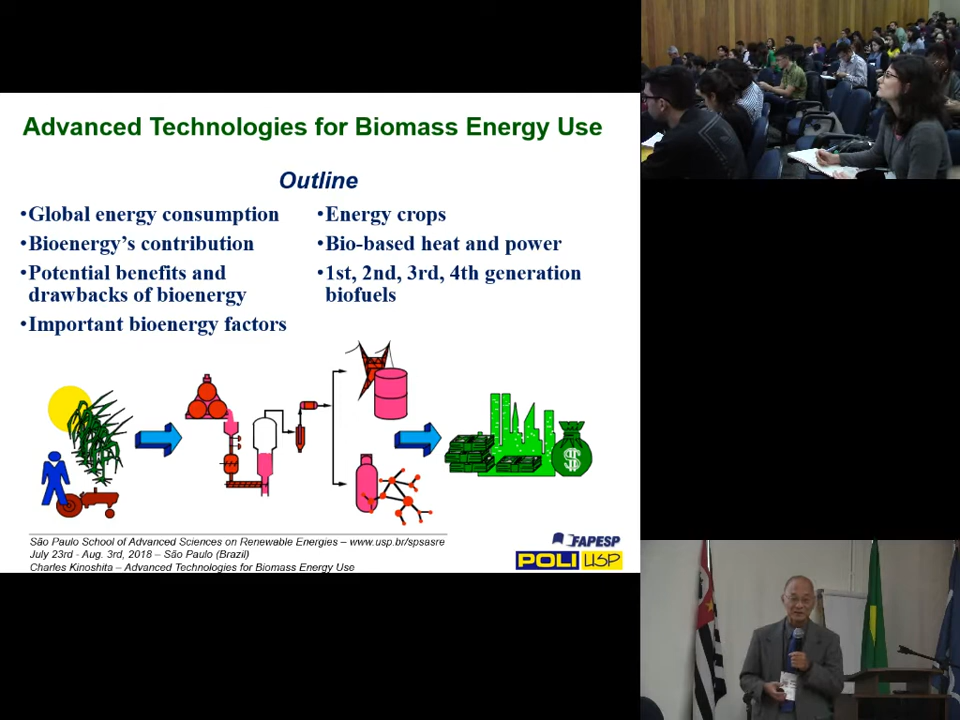 Advanced Technologies for Biomass Energy Use
Outline
•Global energy consumption
•Bioenergy’s contribution
•Potential benefits and
drawbacks of bioenergy
•Important bioenergy factors
•Energy crops
•Bio-based heat and power
•1st, 2nd, 3rd, 4th generation
biofuels
$
São Paulo School of Advanced Sciences on Renewable Energies – www.usp.br/spsasre
July 23rd - Aug. 3rd, 2018 – São Paulo (Brazil)
Charles Kinoshita – Advanced Technologies for Biomass Energy Use
FAPESP
POLI USP